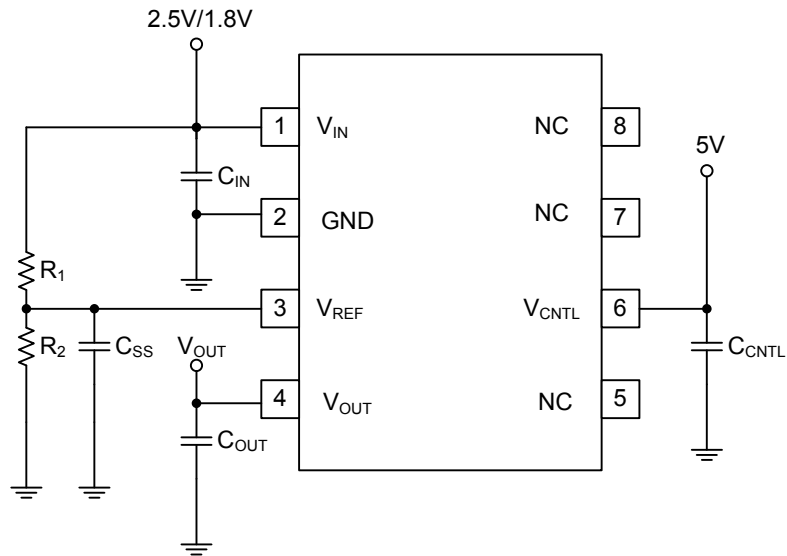 2.5V/1.8V
1 VIN NC 8
5V
CIN
2 GND NC 7
R1
3 VREF VCNTL 6
R2 CSS VOUT CCNTL
4 VOUT NC 5
COUT